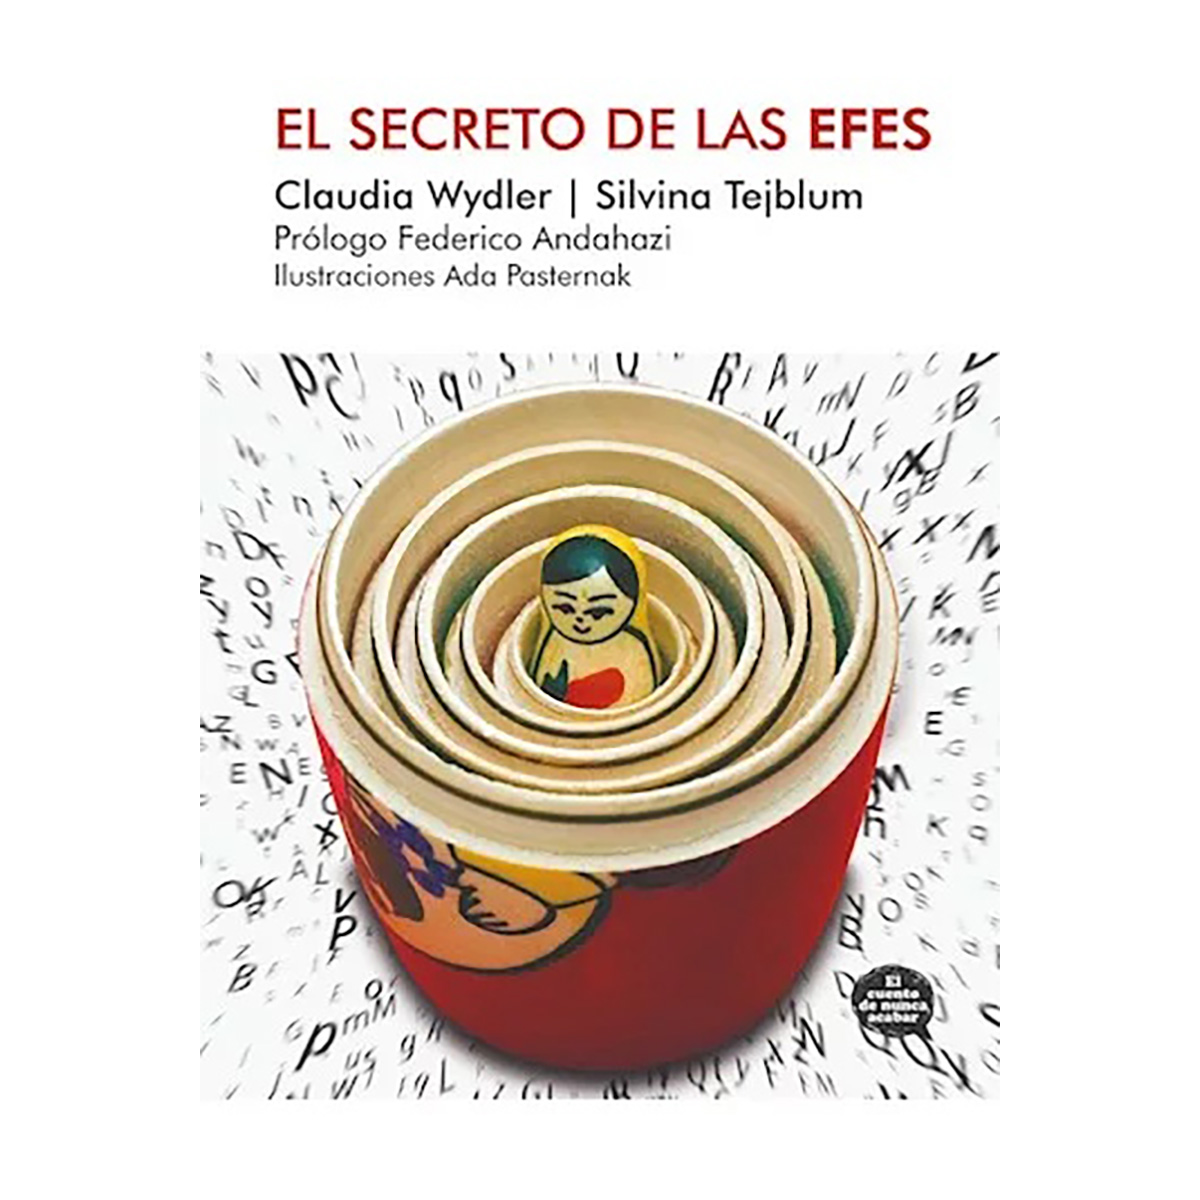 EL SECRETO DE LAS EFES
Claudia Wydler | Silvina Tejblum
Prólogo Federico Andahazi
Ilustraciones Ada Pasternak
El
cuento
de nunca
acabar